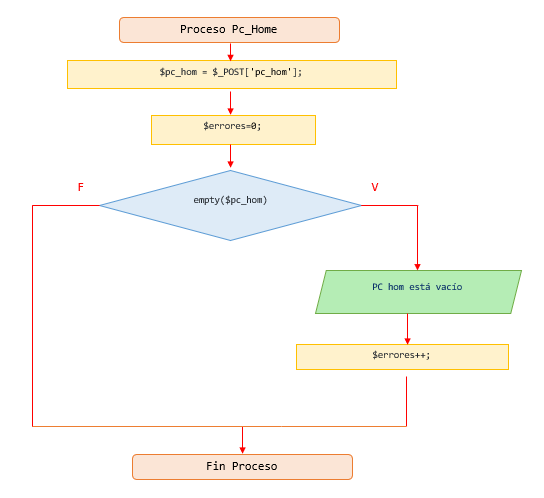 Proceso Pc_Home
$pc_hom = $_POST['pc_hom'];
$errores=0;
F
V
empty($pc_hom)
PC hom está vacío
$errores++;
Fin Proceso